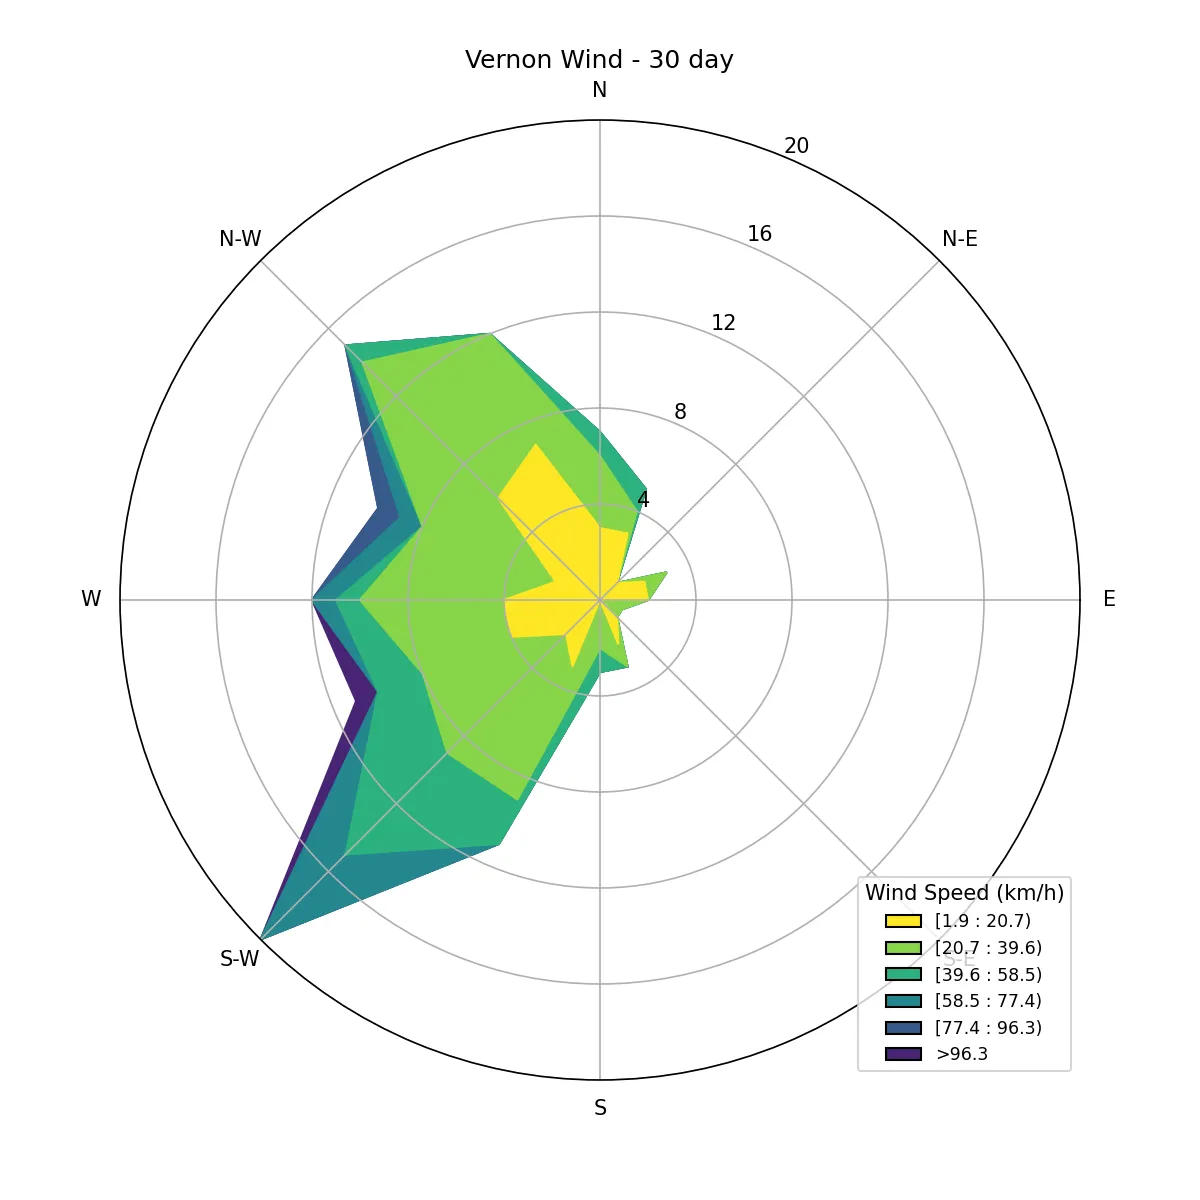 Vernon Wind - 30 day
N
20
N-W
16
N-E
12
8
4
W
E
S-W
S-E
S
Wind Speed (km/h)
[1.9 : 20.7)
[20.7 : 39.6)
[39.6 : 58.5)
[58.5 : 77.4)
[77.4 : 96.3)
>96.3